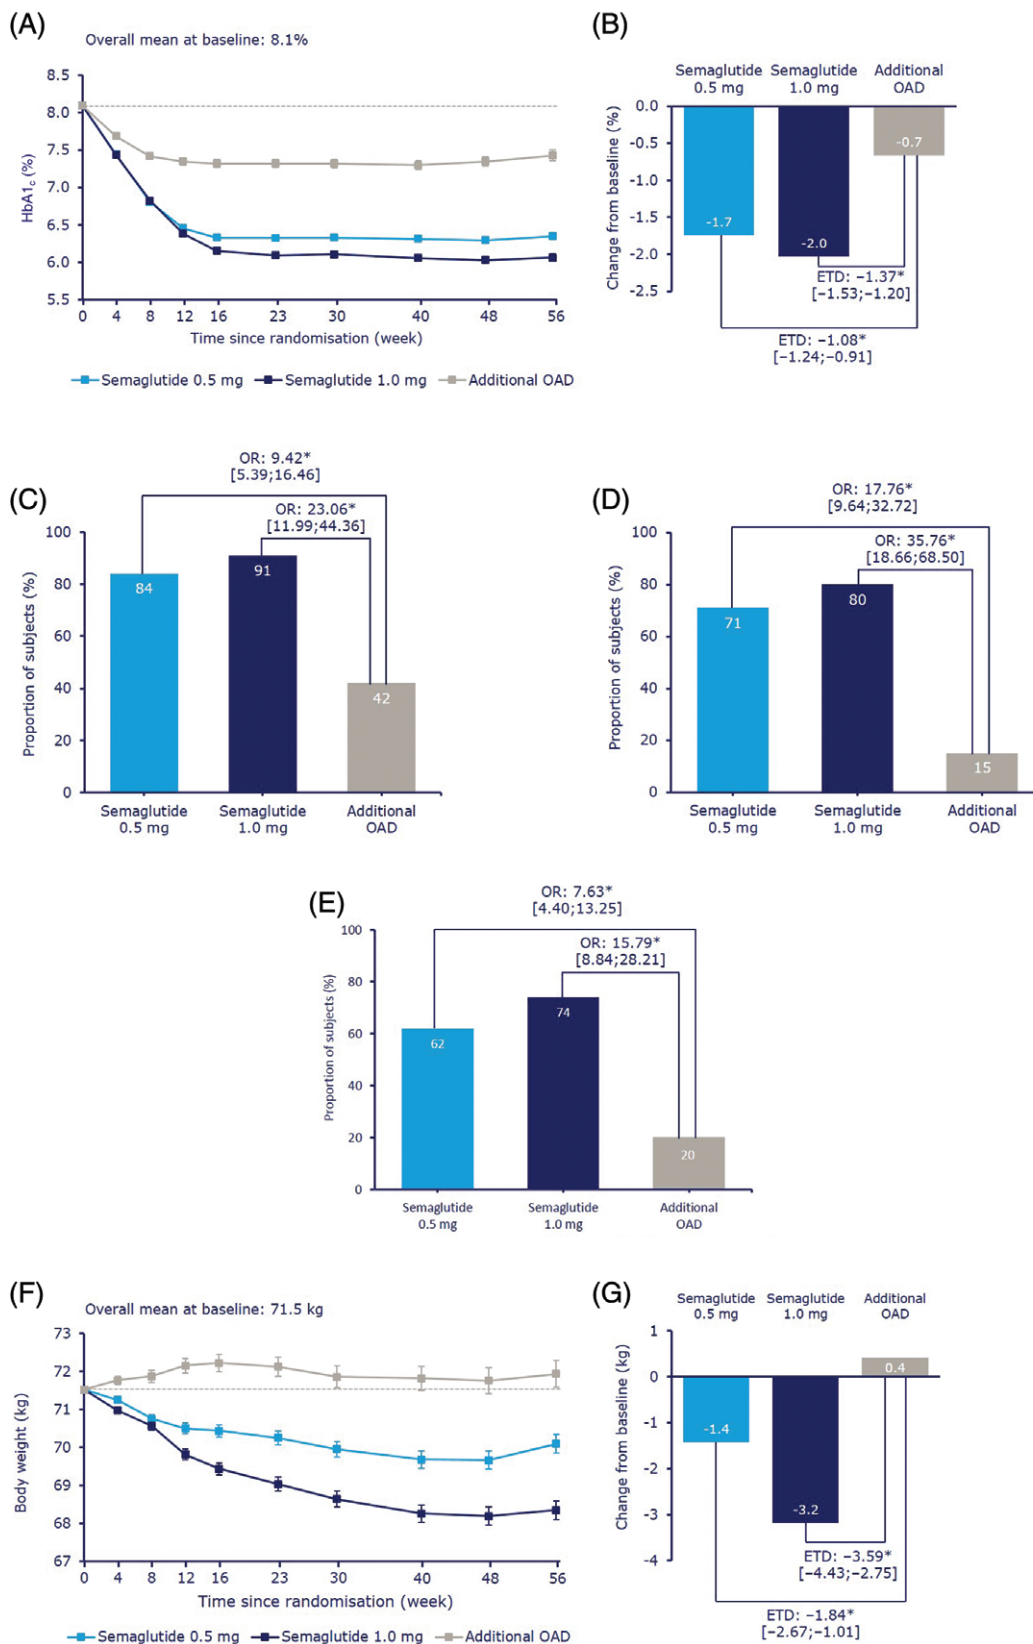 (A)
Overall mean at baseline: 8.1%
8.5
8.0
7.5
7.0
6.5
6.0
5.5
HbA1c (%)
0 4 8 12 16 23 30 40 48 56
Time since randomisation (week)
Semaglutide 0.5 mg Semaglutide 1.0 mg Additional OAD
(B)
Semaglutide 0.5 mg
Semaglutide 1.0 mg
Additional OAD
0.0
-0.5
-1.0
-1.5
-2.0
-2.5
Change from baseline (%)
-1.7
-2.0
-0.7
ETD: −1.37*
[−1.53;−1.20]
ETD: −1.08*
[−1.24;−0.91]
(C)
OR: 9.42*
[5.39;16.46]
OR: 23.06*
[11.99;44.36]
100
80
60
40
20
0
Proportion of subjects (%)
84
91
42
Semaglutide 0.5 mg
Semaglutide 1.0 mg
Additional OAD
(D)
OR: 17.76*
[9.64;32.72]
OR: 35.76*
[18.66;68.50]
100
80
60
40
20
0
Proportion of subjects (%)
71
80
15
Semaglutide 0.5 mg
Semaglutide 1.0 mg
Additional OAD
(E)
OR: 7.63*
[4.40;13.25]
OR: 15.79*
[8.84;28.21]
100
80
60
40
20
0
Proportion of subjects (%)
62
74
20
Semaglutide 0.5 mg
Semaglutide 1.0 mg
Additional OAD
(F)
Overall mean at baseline: 71.5 kg
73
72
71
70
69
68
67
Body weight (kg)
0 4 8 12 16 23 30 40 48 56
Time since randomisation (week)
Semaglutide 0.5 mg Semaglutide 1.0 mg Additional OAD
(G)
Semaglutide 0.5 mg
Semaglutide 1.0 mg
Additional OAD
1
0
-1
-2
-3
-4
Change from baseline (kg)
-1.4
-3.2
0.4
ETD: −3.59*
[−4.43;−2.75]
ETD: −1.84*
[−2.67;−1.01]